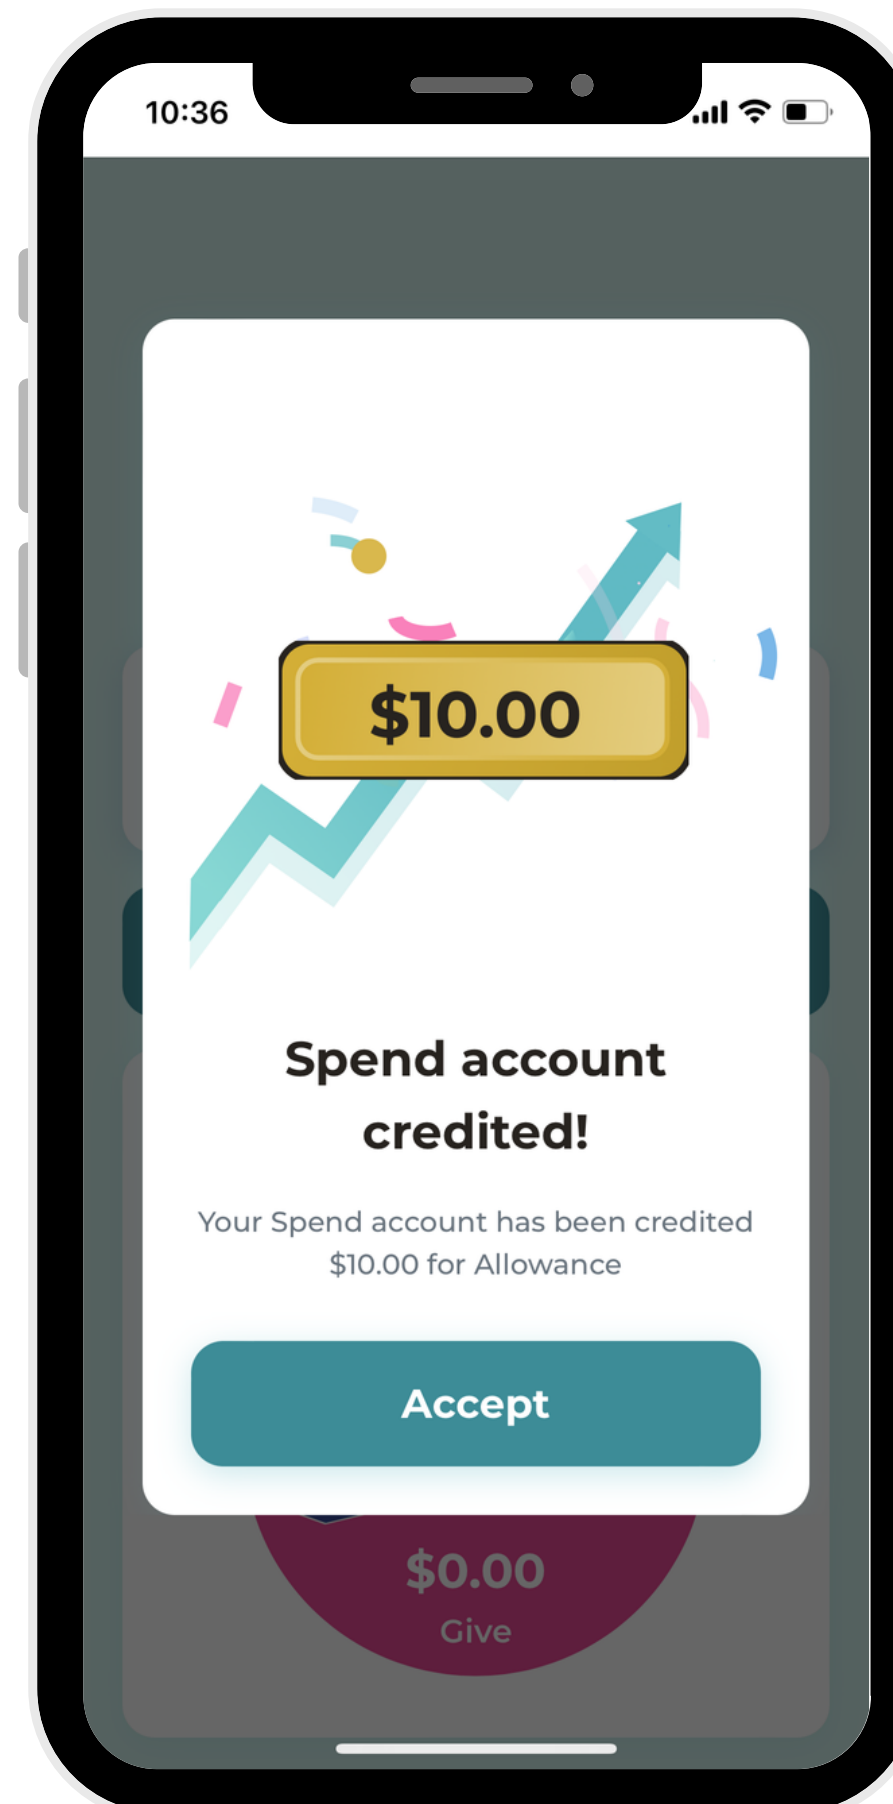 10:36
$10.00
Spend account
credited!
Your Spend account has been credited
$10.00 for Allowance
Accept
$0.00
Give